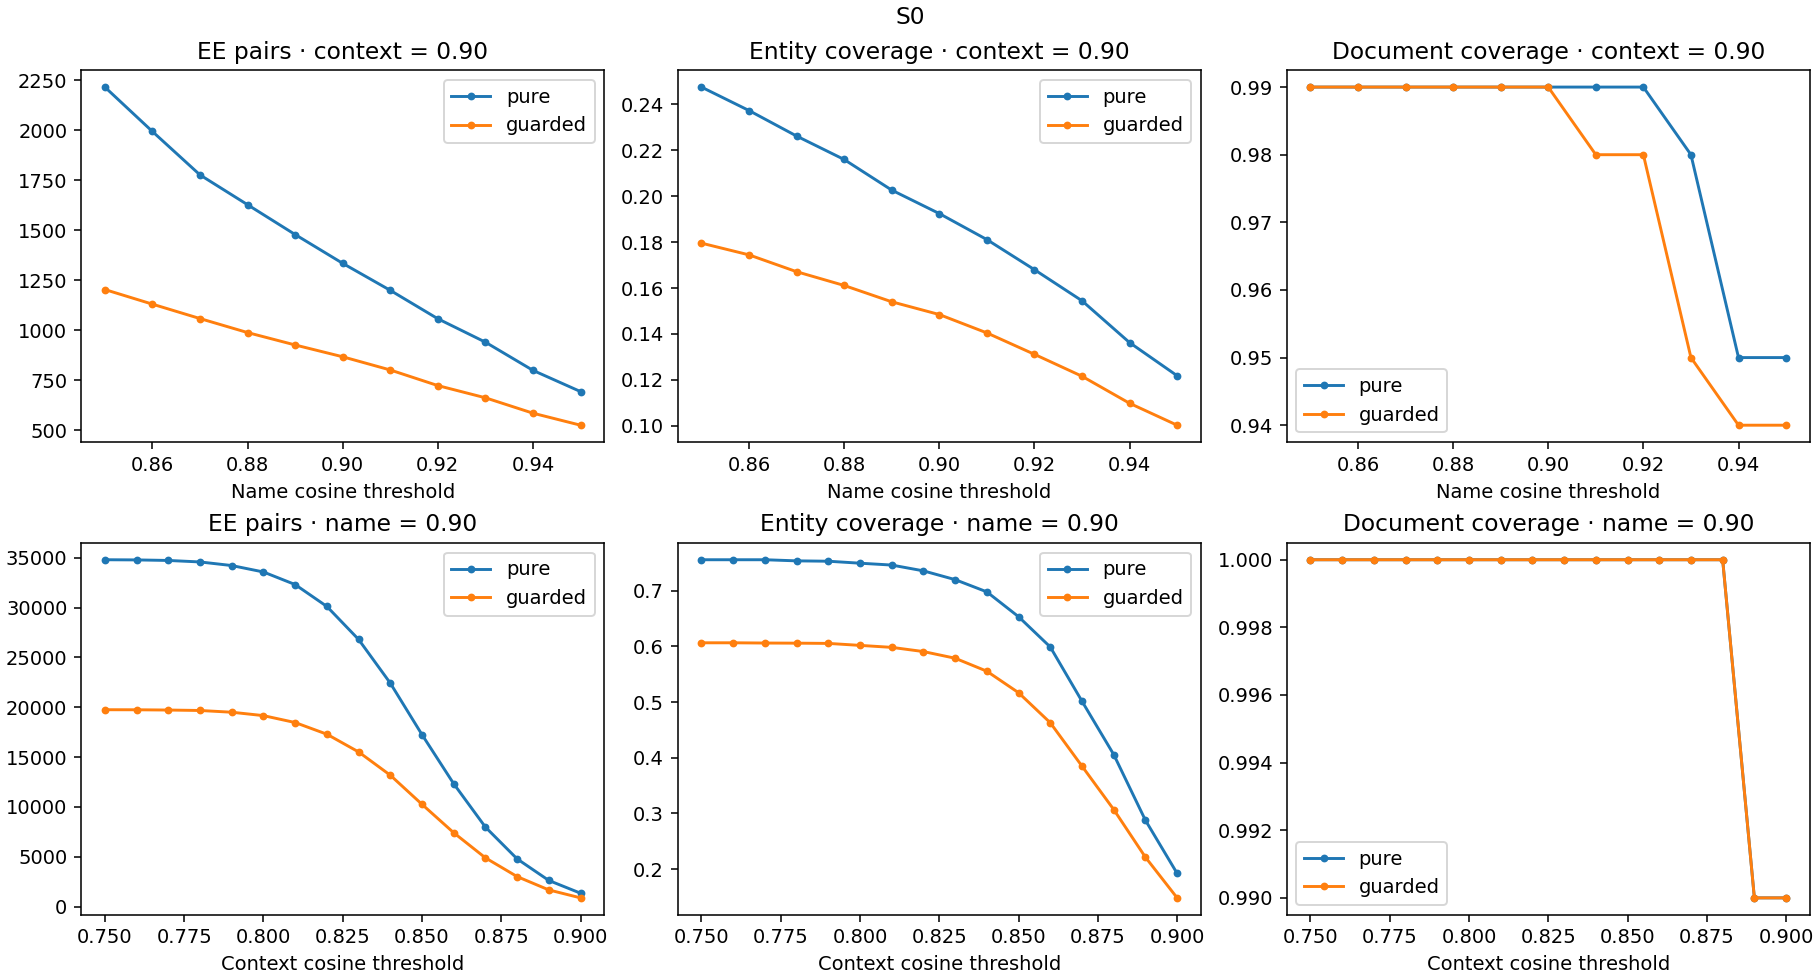 S0
EE pairs · context = 0.90
2250
2000
1750
1500
1250
1000
750
500
pure
guarded
0.86 0.88 0.90 0.92 0.94
Name cosine threshold
Entity coverage · context = 0.90
0.24
0.22
0.20
0.18
0.16
0.14
0.12
0.10
pure
guarded
0.86 0.88 0.90 0.92 0.94
Name cosine threshold
Document coverage · context = 0.90
0.99
0.98
0.97
0.96
0.95
0.94
pure
guarded
0.86 0.88 0.90 0.92 0.94
Name cosine threshold
EE pairs · name = 0.90
35000
30000
25000
20000
15000
10000
5000
0
pure
guarded
0.750 0.775 0.800 0.825 0.850 0.875 0.900
Context cosine threshold
Entity coverage · name = 0.90
0.7
0.6
0.5
0.4
0.3
0.2
pure
guarded
0.750 0.775 0.800 0.825 0.850 0.875 0.900
Context cosine threshold
Document coverage · name = 0.90
1.000
0.998
0.996
0.994
0.992
0.990
pure
guarded
0.750 0.775 0.800 0.825 0.850 0.875 0.900
Context cosine threshold